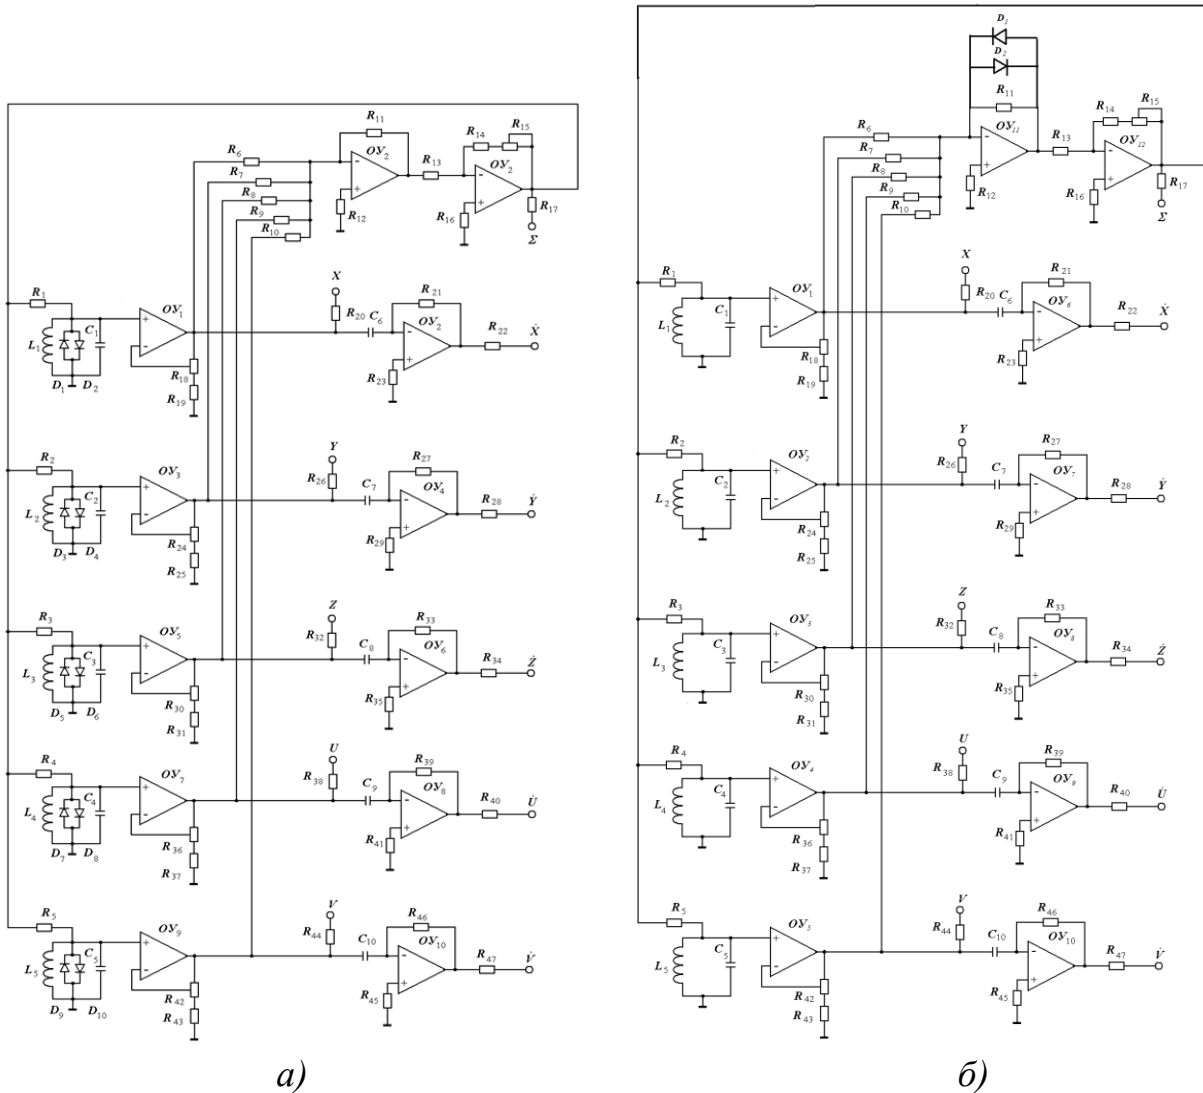 R11
R14
R15
R6
ОУ2
ОУ2
R7
R13
R8
R9
R10
R12
R16
R17
Σ
X
R21
R1
ОУ1
R20
C6
C1
ОУ2
Ẋ
R22
L1
R18
R23
D1
D2
R19
Y
R27
R2
ОУ3
R26
C7
ОУ4
C2
R28
Ẏ
L2
R24
R29
D3
D4
R25
Z
R33
R3
ОУ5
R32
C8
ОУ6
C3
R34
Ż
L3
R30
R35
D5
D6
R31
U
R39
R4
ОУ7
R38
C9
ОУ8
C4
R40
U̇
L4
R36
R41
D7
D8
R37
V
R46
R5
ОУ9
R44
C10
ОУ10
C5
R47
V̇
L5
R42
R45
D9
D10
R43
а)
D1
D2
R11
R14
R15
R6
ОУ11
ОУ12
R7
R13
R8
R9
R10
R12
R16
R17
Σ
X
R21
R1
ОУ1
R20
C6
ОУ6
C1
Ẋ
R22
L1
R18
R23
R19
Y
R27
R2
ОУ2
R26
C7
ОУ7
C2
R28
Ẏ
L2
R24
R29
R25
Z
R33
R3
ОУ3
R32
C8
ОУ8
C3
R34
Ż
L3
R30
R35
R31
U
R39
R4
ОУ4
R38
C9
ОУ9
C4
R40
U̇
L4
R36
R41
R37
V
R46
R5
ОУ5
R44
C10
ОУ10
C5
R47
V̇
L5
R42
R45
R43
б)